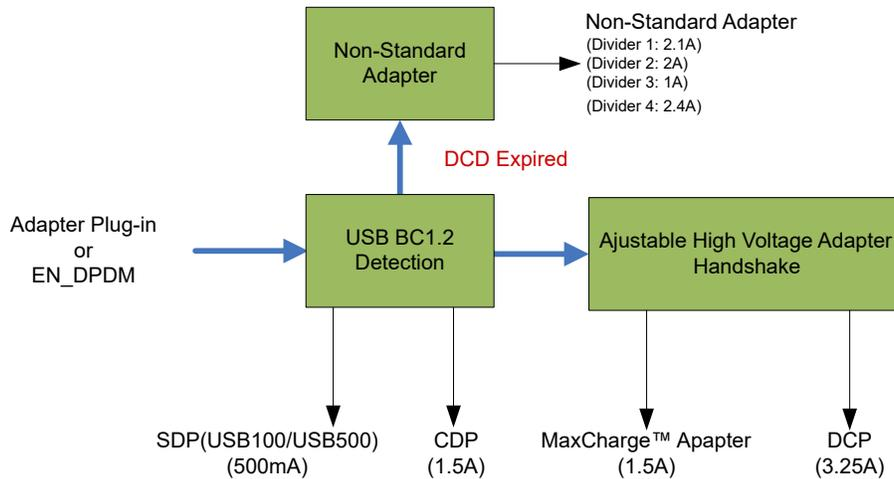 Non-Standard
Adapter
Non-Standard Adapter
(Divider 1: 2.1A)
(Divider 2: 2A)
(Divider 3: 1A)
(Divider 4: 2.4A)
DCD Expired
Adapter Plug-in
or
EN_DPDM
USB BC1.2
Detection
Ajustable High Voltage Adapter
Handshake
SDP(USB100/USB500)
(500mA)
CDP
(1.5A)
MaxCharge™ Apapter
(1.5A)
DCP
(3.25A)